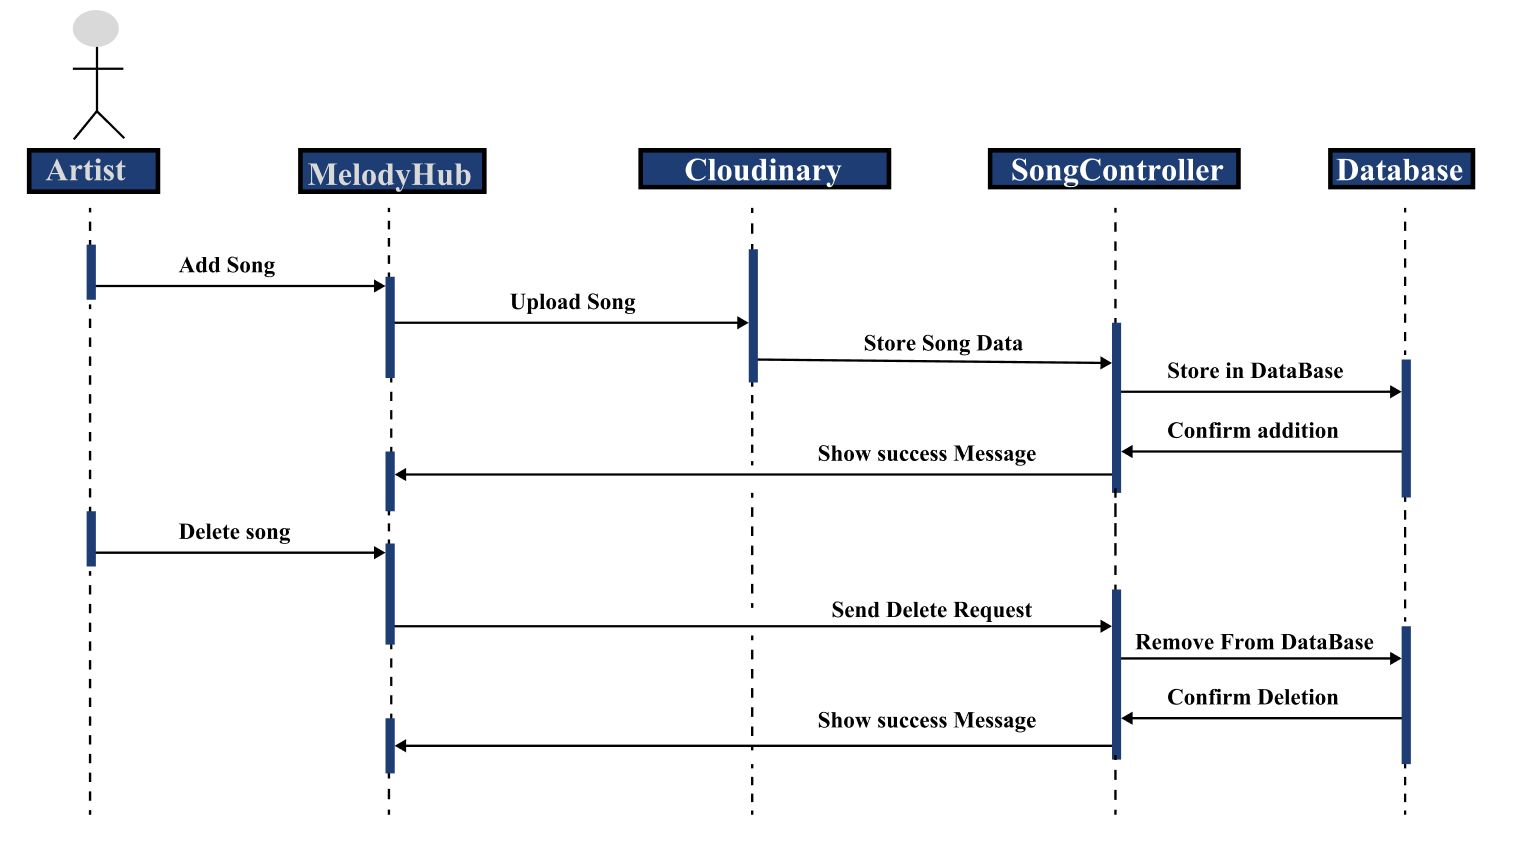 Artist
MelodyHub
Cloudinary
SongController
Database
Add Song
Upload Song
Store Song Data
Store in DataBase
Confirm addition
Show success Message
Delete song
Send Delete Request
Remove From DataBase
Confirm Deletion
Show success Message